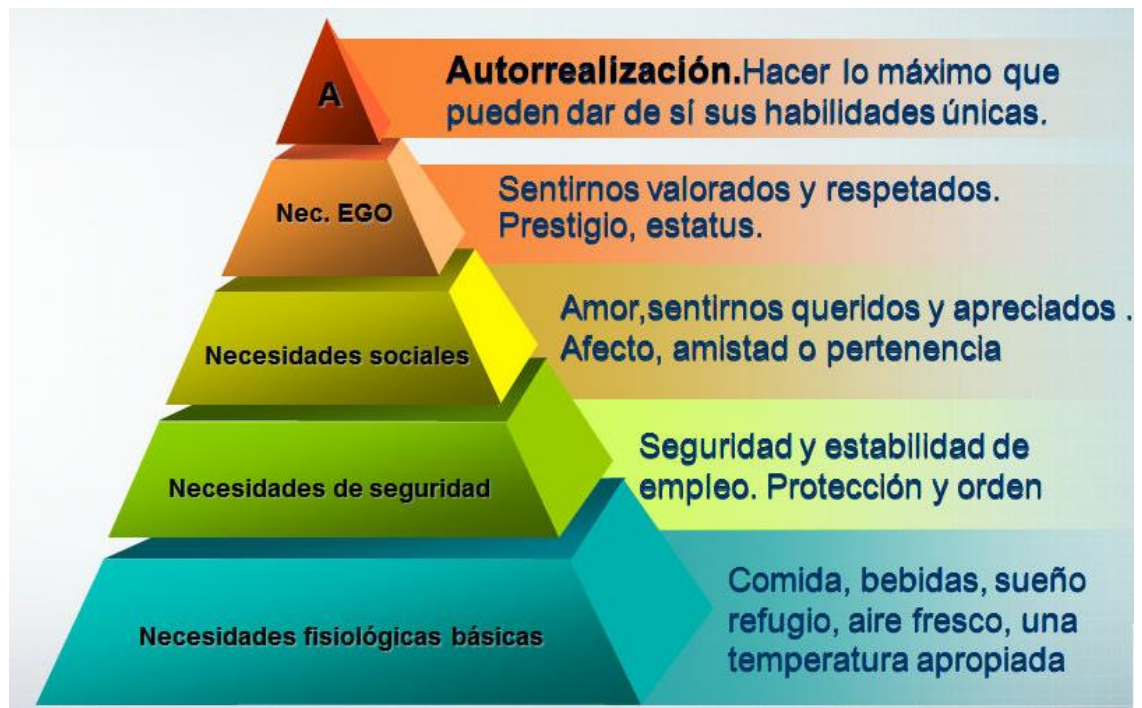 A
Autorrealización.Hacer lo máximo que
pueden dar de sí sus habilidades únicas.
Nec. EGO
Sentirnos valorados y respetados.
Prestigio, estatus.
Necesidades sociales
Amor,sentirnos queridos y apreciados .
Afecto, amistad o pertenencia
Necesidades de seguridad
Seguridad y estabilidad de
empleo. Protección y orden
Necesidades fisiológicas básicas
Comida, bebidas, sueño
refugio, aire fresco, una
temperatura apropiada